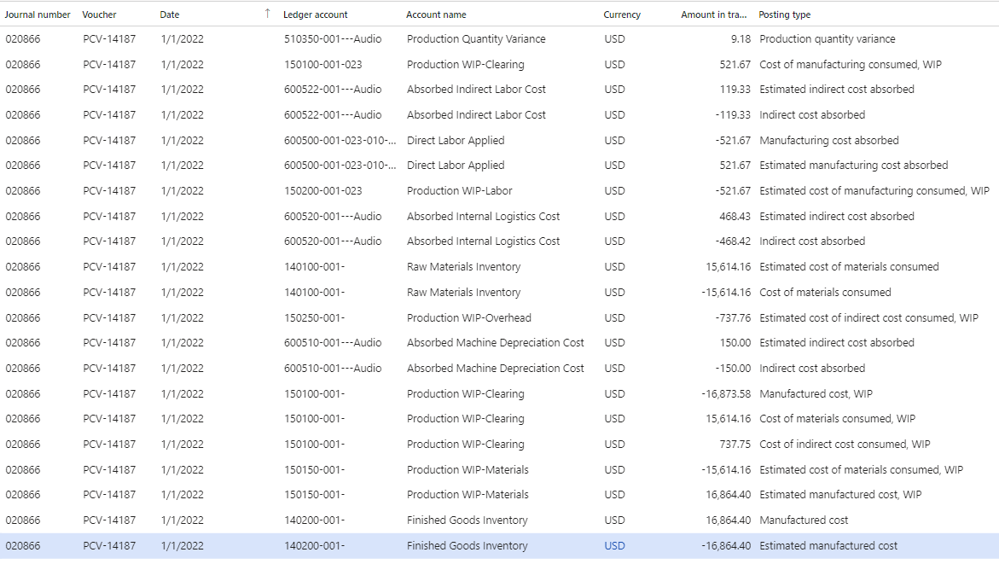 Journal number Voucher Date ↑ Ledger account Account name Currency Amount in tra... Posting type
020866 PCV-14187 1/1/2022 510350-001---Audio Production Quantity Variance USD 9.18 Production quantity variance
020866 PCV-14187 1/1/2022 150100-001-023 Production WIP-Clearing USD 521.67 Cost of manufacturing consumed, WIP
020866 PCV-14187 1/1/2022 600522-001---Audio Absorbed Indirect Labor Cost USD 119.33 Estimated indirect cost absorbed
020866 PCV-14187 1/1/2022 600522-001---Audio Absorbed Indirect Labor Cost USD -119.33 Indirect cost absorbed
020866 PCV-14187 1/1/2022 600500-001-023-010-... Direct Labor Applied USD -521.67 Manufacturing cost absorbed
020866 PCV-14187 1/1/2022 600500-001-023-010-... Direct Labor Applied USD 521.67 Estimated manufacturing cost absorbed
020866 PCV-14187 1/1/2022 150200-001-023 Production WIP-Labor USD -521.67 Estimated cost of manufacturing consumed, WIP
020866 PCV-14187 1/1/2022 600520-001---Audio Absorbed Internal Logistics Cost USD 468.43 Estimated indirect cost absorbed
020866 PCV-14187 1/1/2022 600520-001---Audio Absorbed Internal Logistics Cost USD -468.42 Indirect cost absorbed
020866 PCV-14187 1/1/2022 140100-001- Raw Materials Inventory USD 15,614.16 Estimated cost of materials consumed
020866 PCV-14187 1/1/2022 140100-001- Raw Materials Inventory USD -15,614.16 Cost of materials consumed
020866 PCV-14187 1/1/2022 150250-001- Production WIP-Overhead USD -737.76 Estimated cost of indirect cost consumed, WIP
020866 PCV-14187 1/1/2022 600510-001---Audio Absorbed Machine Depreciation Cost USD 150.00 Estimated indirect cost absorbed
020866 PCV-14187 1/1/2022 600510-001---Audio Absorbed Machine Depreciation Cost USD -150.00 Indirect cost absorbed
020866 PCV-14187 1/1/2022 150100-001- Production WIP-Clearing USD -16,873.58 Manufactured cost, WIP
020866 PCV-14187 1/1/2022 150100-001- Production WIP-Clearing USD 15,614.16 Cost of materials consumed, WIP
020866 PCV-14187 1/1/2022 150100-001- Production WIP-Clearing USD 737.75 Cost of indirect cost consumed, WIP
020866 PCV-14187 1/1/2022 150150-001- Production WIP-Materials USD -15,614.16 Estimated cost of materials consumed, WIP
020866 PCV-14187 1/1/2022 150150-001- Production WIP-Materials USD 16,864.40 Estimated manufactured cost, WIP
020866 PCV-14187 1/1/2022 140200-001- Finished Goods Inventory USD 16,864.40 Manufactured cost
020866 PCV-14187 1/1/2022 140200-001- Finished Goods Inventory USD -16,864.40 Estimated manufactured cost